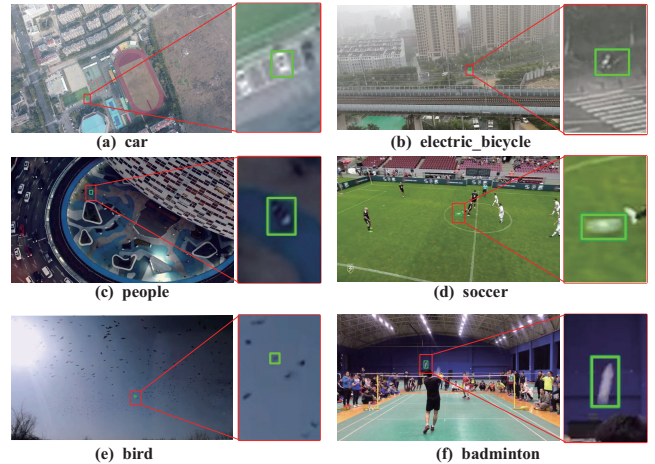 (a) car
(b) electric_bicycle
(c) people
(d) soccer
(e) bird
(f) badminton